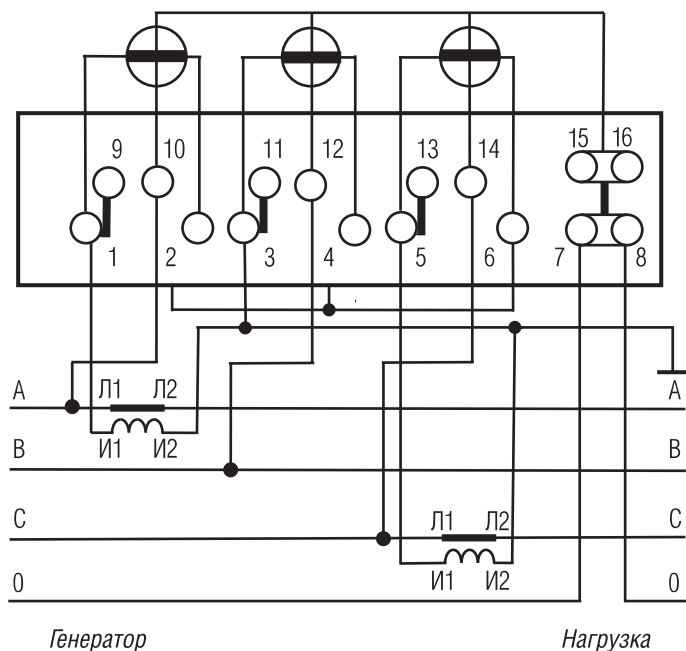 9 10 11 12 13 14 15 16
1 2 3 4 5 6 7 8
А Л1 Л2 А
И1 И2
В В
С Л1 Л2 С
И1 И2
0 0
Генератор Нагрузка